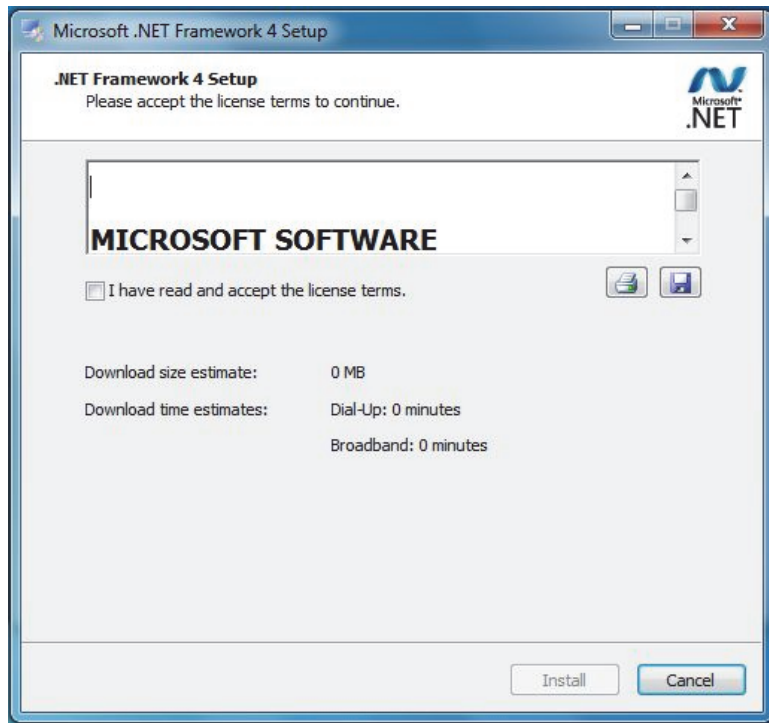 Microsoft .NET Framework 4 Setup
.NET Framework 4 Setup
Please accept the license terms to continue.
Microsoft®
.NET
MICROSOFT SOFTWARE
I have read and accept the license terms.
Download size estimate: 0 MB
Download time estimates: Dial-Up: 0 minutes
Broadband: 0 minutes
Install Cancel